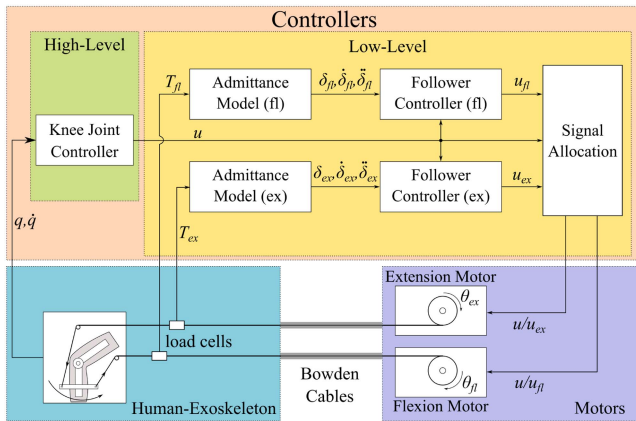 Controllers
High-Level
Low-Level
Knee Joint
Controller
T_fl
Admittance
Model (fl)
δ_fl, δ̇_fl, δ̈_fl
Follower
Controller (fl)
u_fl
u
Signal
Allocation
Admittance
Model (ex)
δ_ex, δ̇_ex, δ̈_ex
Follower
Controller (ex)
u_ex
T_ex
q, q̇
load cells
Human-Exoskeleton
Bowden
Cables
Extension Motor
θ_ex
u/u_ex
θ_fl
u/u_fl
Flexion Motor
Motors